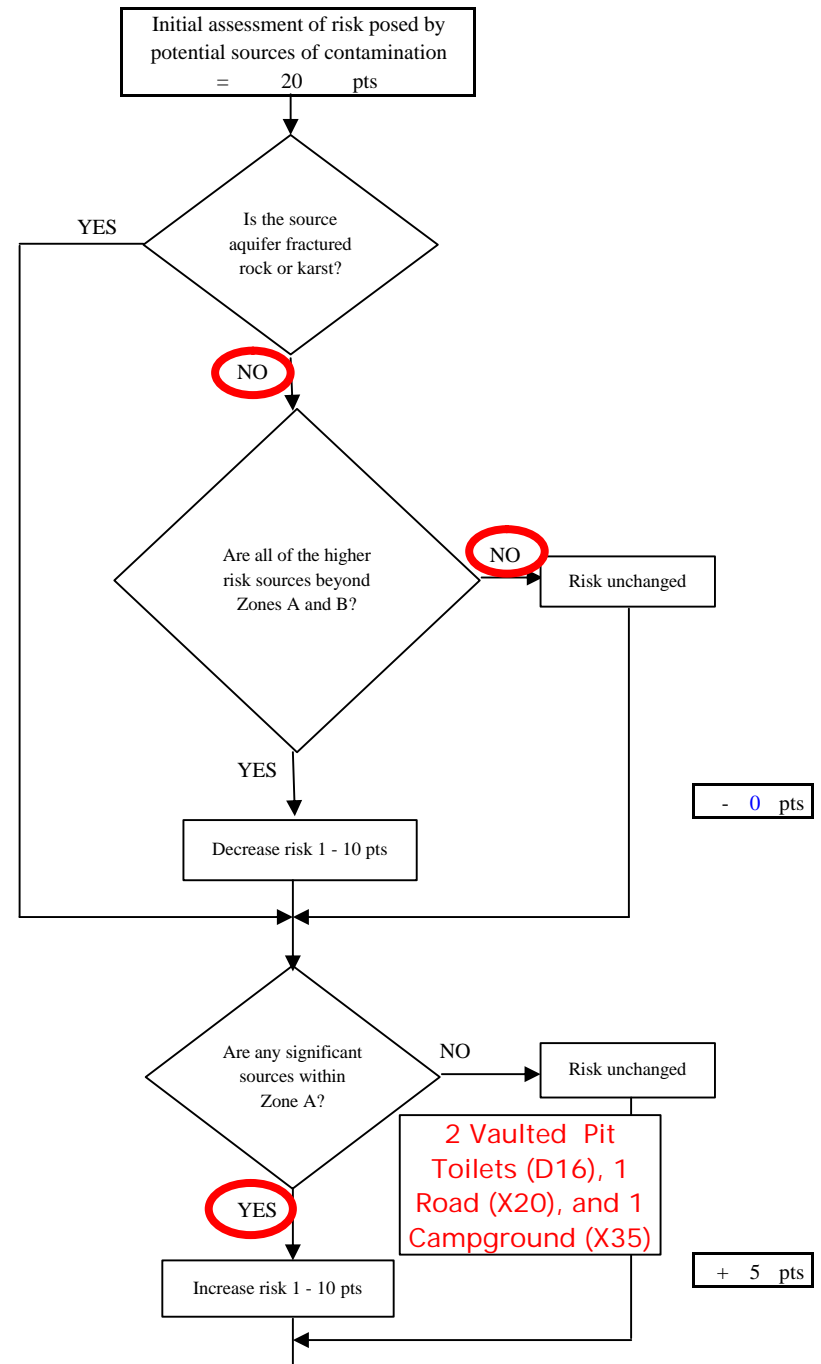 Initial assessment of risk posed by
potential sources of contamination
= 20 pts
YES
Is the source
aquifer fractured
rock or karst?
NO
Are all of the higher
risk sources beyond
Zones A and B?
NO
Risk unchanged
YES
- 0 pts
Decrease risk 1 - 10 pts
Are any significant
sources within
Zone A?
NO
Risk unchanged
2 Vaulted Pit
Toilets (D16), 1
Road (X20), and 1
Campground (X35)
YES
+ 5 pts
Increase risk 1 - 10 pts